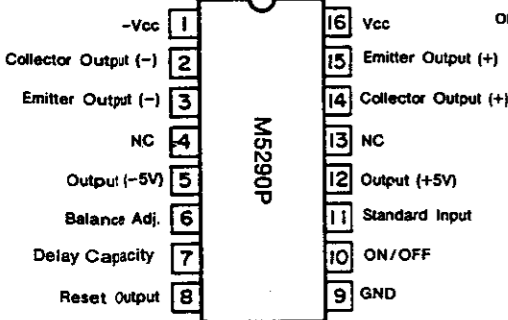 -Vcc 1
Collector Output (-) 2
Emitter Output (-) 3
NC 4
Output (-5V) 5
Balance Adj. 6
Delay Capacity 7
Reset Output 8
M5290P
16 Vcc
15 Emitter Output (+)
14 Collector Output (+)
13 NC
12 Output (+5V)
11 Standard Input
10 ON/OFF
9 GND